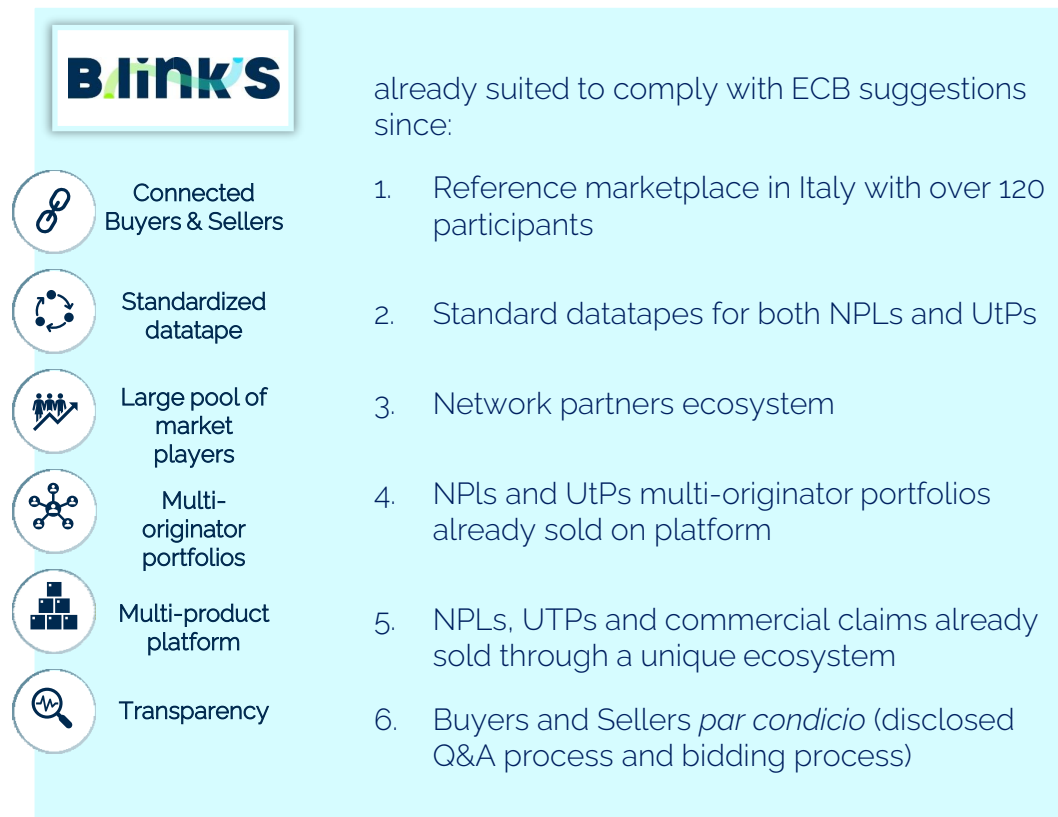 B linK'S
already suited to comply with ECB suggestions
since:
Connected
Buyers & Sellers
1. Reference marketplace in Italy with over 120
participants
Standardized
datatape
2. Standard datatapes for both NPLs and UtPs
Large pool of
market
players
3. Network partners ecosystem
Multi-
originator
portfolios
4. NPls and UtPs multi-originator portfolios
already sold on platform
Multi-product
platform
5. NPLs, UTPs and commercial claims already
sold through a unique ecosystem
Transparency
6. Buyers and Sellers par condicio (disclosed
Q&A process and bidding process)